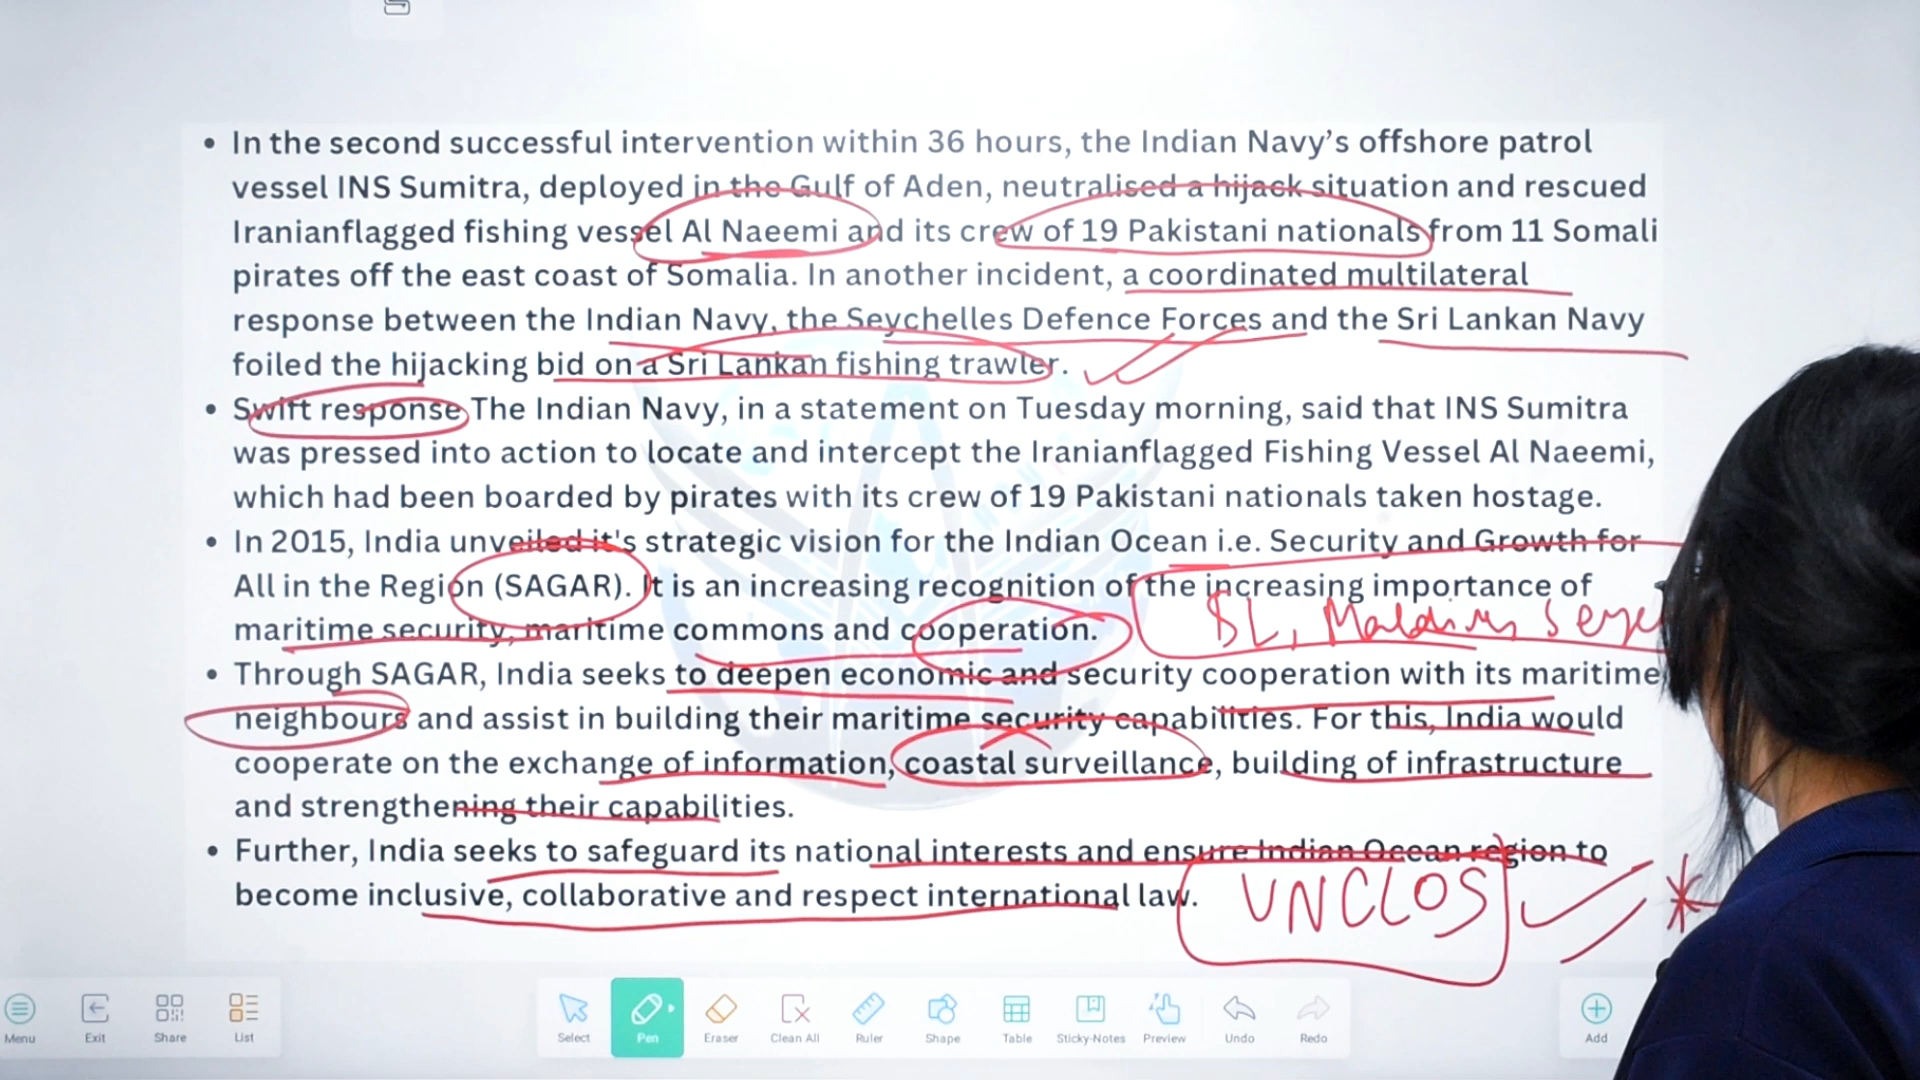 • In the second successful intervention within 36 hours, the Indian Navy’s offshore patrol
vessel INS Sumitra, deployed in the Gulf of Aden, neutralised a hijack situation and rescued
Iranianflagged fishing vessel Al Naeemi and its crew of 19 Pakistani nationals from 11 Somali
pirates off the east coast of Somalia. In another incident, a coordinated multilateral
response between the Indian Navy, the Seychelles Defence Forces and the Sri Lankan Navy
foiled the hijacking bid on a Sri Lankan fishing trawler.
• Swift response The Indian Navy, in a statement on Tuesday morning, said that INS Sumitra
was pressed into action to locate and intercept the Iranianflagged Fishing Vessel Al Naeemi,
which had been boarded by pirates with its crew of 19 Pakistani nationals taken hostage.
• In 2015, India unveiled it's strategic vision for the Indian Ocean i.e. Security and Growth for
All in the Region (SAGAR). It is an increasing recognition of the increasing importance of
maritime security, maritime commons and cooperation.
SL, Maldives
• Through SAGAR, India seeks to deepen economic and security cooperation with its maritime
neighbours and assist in building their maritime security capabilities. For this, India would
cooperate on the exchange of information, coastal surveillance, building of infrastructure
and strengthening their capabilities.
• Further, India seeks to safeguard its national interests and ensure Indian Ocean region to
become inclusive, collaborative and respect international law.
UNCLOS
Menu Exit Share List Select Pen Eraser Clean All Ruler Shape Table Sticky-Notes Preview Undo Redo Add